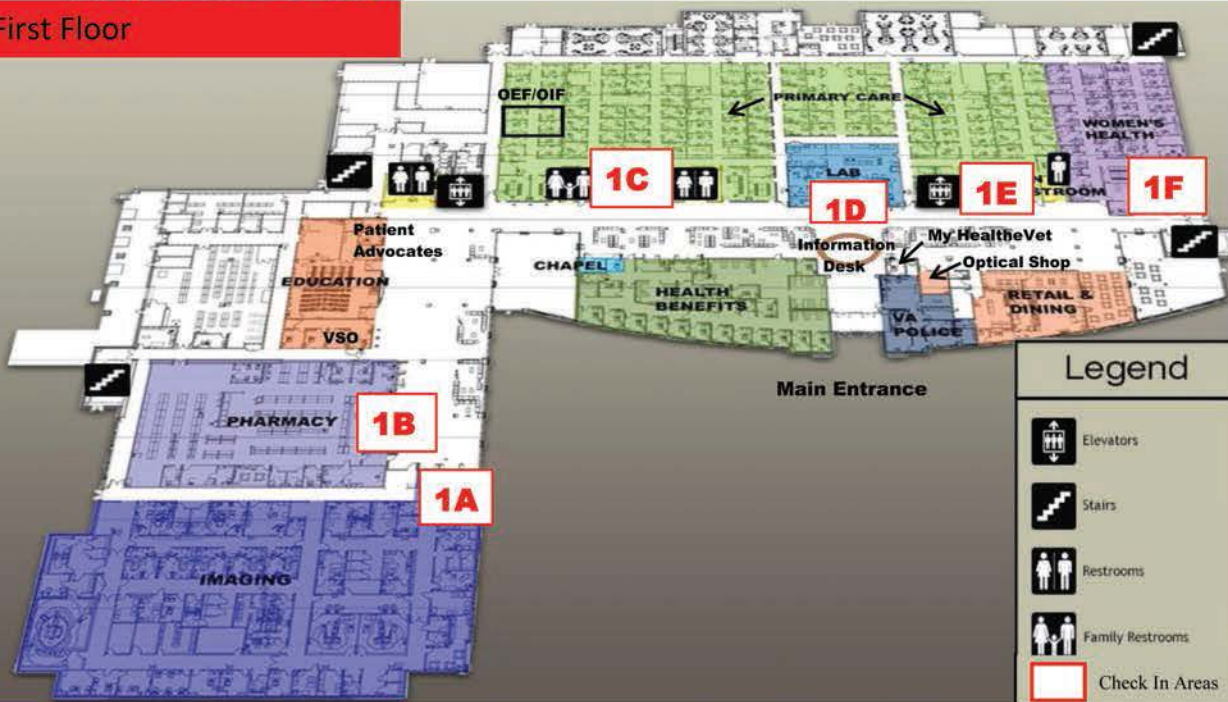 First Floor
OEF/OIF
PRIMARY CARE
WOMEN'S
HEALTH
1C
LAB
1D
1E
1F
STROOM
Patient
Advocates
EDUCATION
VSO
CHAPEL
Information
Desk
My HealtheVet
Optical Shop
HEALTH
BENEFITS
VA
POLICE
RETAIL &
DINING
Main Entrance
PHARMACY
1B
1A
IMAGING
Legend
Elevators
Stairs
Restrooms
Family Restrooms
Check In Areas